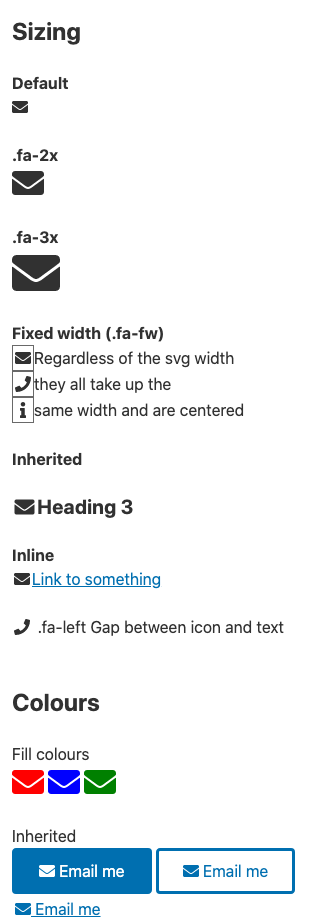 Sizing
Default
.fa-2x
.fa-3x
Fixed width (.fa-fw)
Regardless of the svg width
they all take up the
same width and are centered
Inherited
Heading 3
Inline
Link to something
.fa-left Gap between icon and text
Colours
Fill colours
Inherited
Email me Email me
Email me